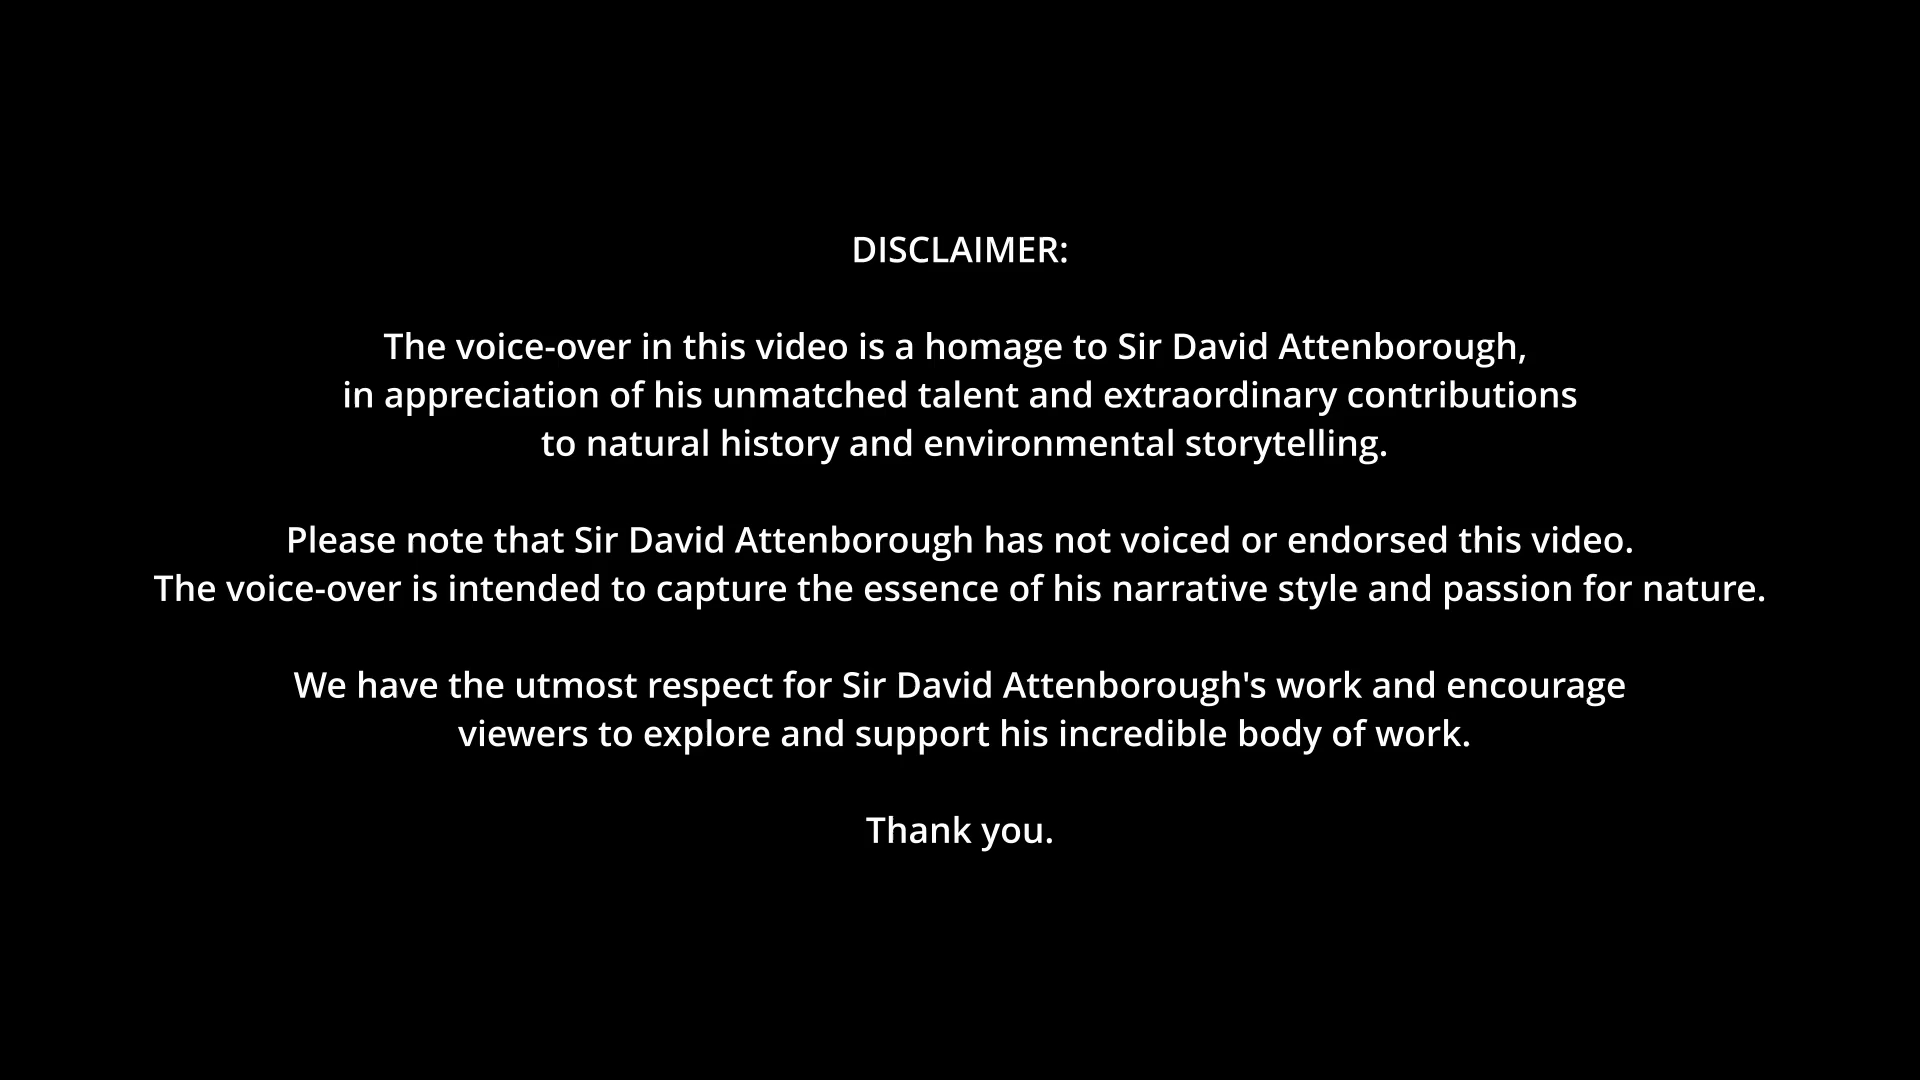 DISCLAIMER:
The voice-over in this video is a homage to Sir David Attenborough,
in appreciation of his unmatched talent and extraordinary contributions
to natural history and environmental storytelling.
Please note that Sir David Attenborough has not voiced or endorsed this video.
The voice-over is intended to capture the essence of his narrative style and passion for nature.
We have the utmost respect for Sir David Attenborough's work and encourage
viewers to explore and support his incredible body of work.
Thank you.